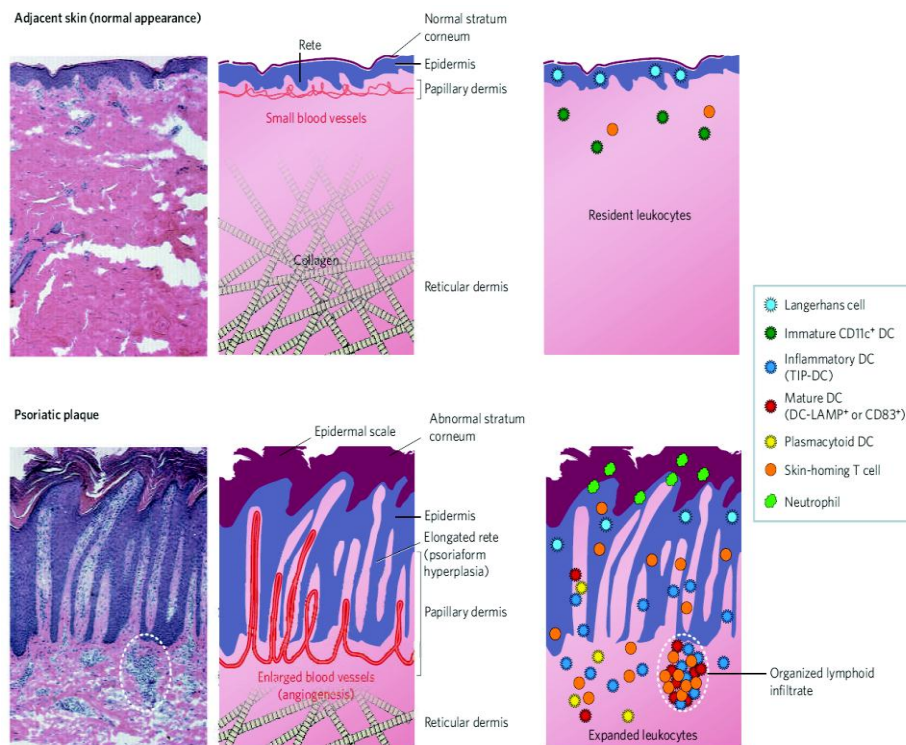 Adjacent skin (normal appearance)
Normal stratum
corneum
Rete
Epidermis
Papillary dermis
Small blood vessels
Collagen
Reticular dermis
Resident leukocytes
Langerhans cell
Immature CD11c⁺ DC
Inflammatory DC
(TIP-DC)
Mature DC
(DC-LAMP⁺ or CD83⁺)
Plasmacytoid DC
Skin-homing T cell
Neutrophil
Psoriatic plaque
Epidermal scale
Abnormal stratum
corneum
Epidermis
Elongated rete
(psoriaform
hyperplasia)
Papillary dermis
Enlarged blood vessels
(angiogenesis)
Reticular dermis
Organized lymphoid
infiltrate
Expanded leukocytes